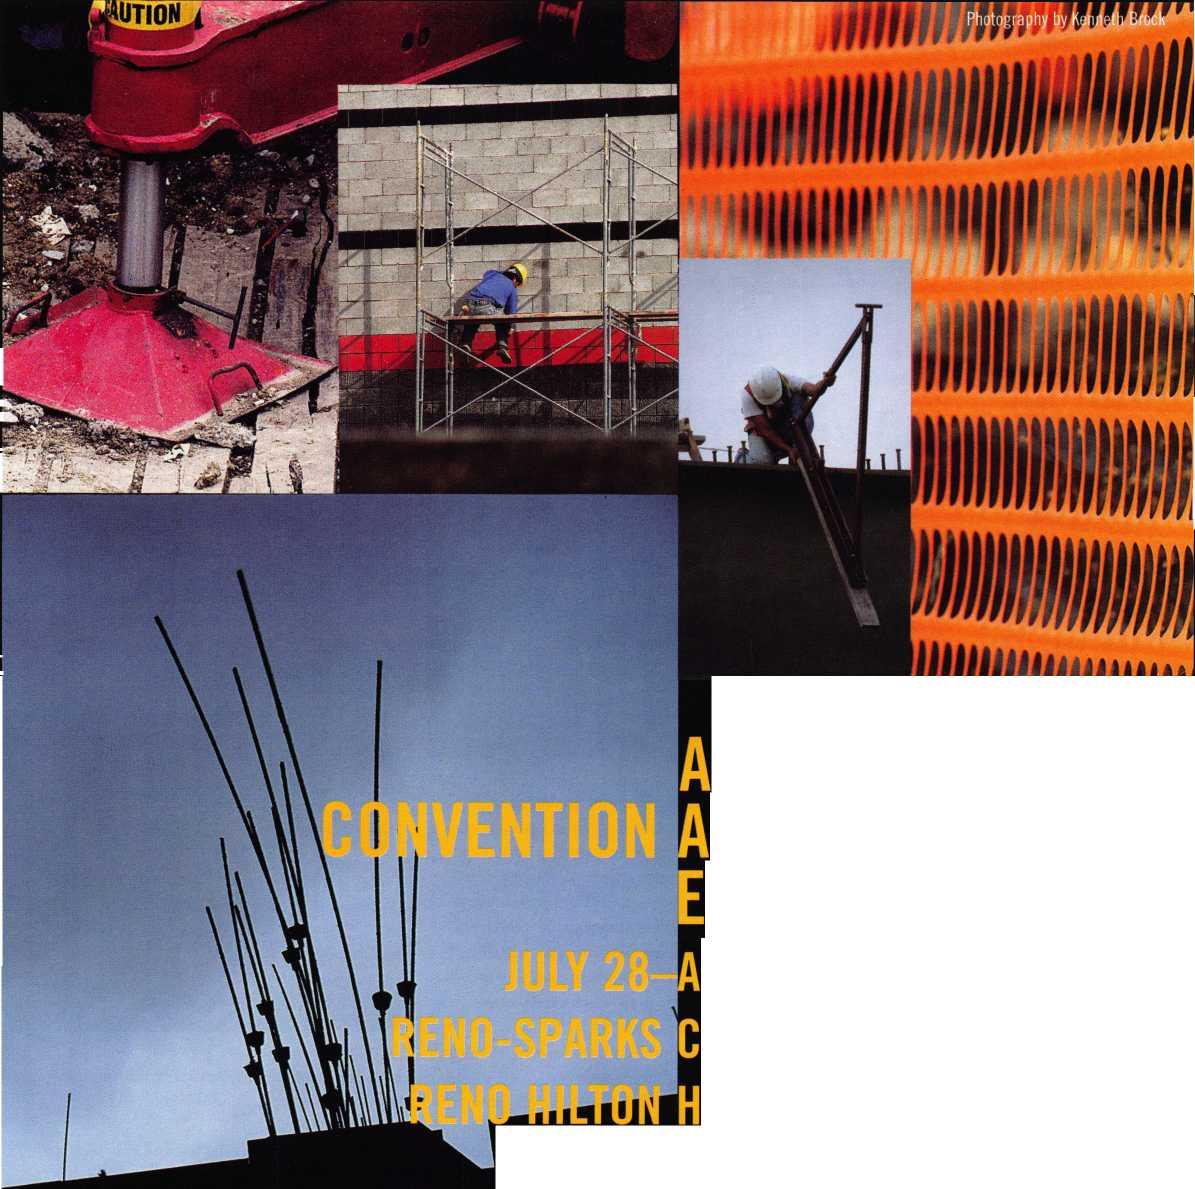 CAUTION
Photography by Kenneth Brock
A
CONVENTION A
E
JULY 28–A
RENO-SPARKS C
RENO HILTON H